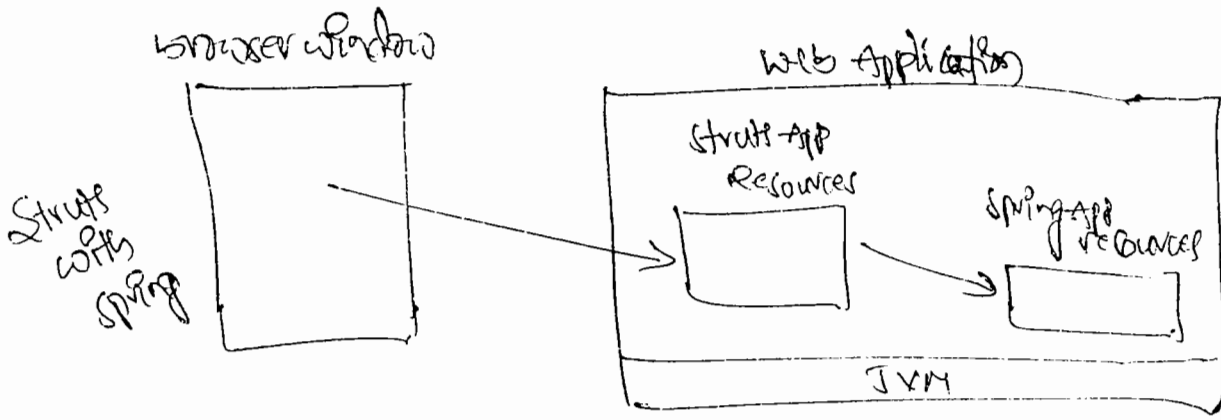 browser window
Web Application
Struts App
Resources
Spring App
resources
Struts
with
spring
JVM